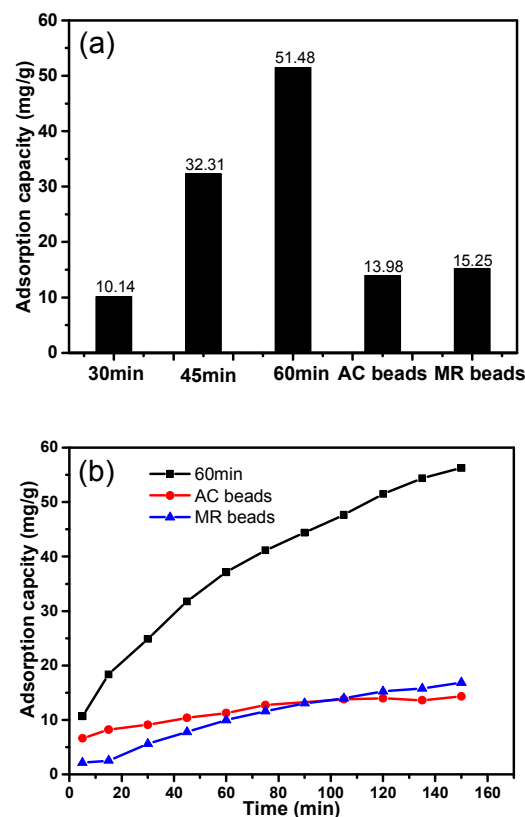 (a)
60
50
40
30
20
10
0
Adsorption capacity (mg/g)
10.14
32.31
51.48
13.98
15.25
30min 45min 60min AC beads MR beads
(b)
60min
AC beads
MR beads
60
50
40
30
20
10
0
Adsorption capcity (mg/g)
0 20 40 60 80 100 120 140 160
Time (min)